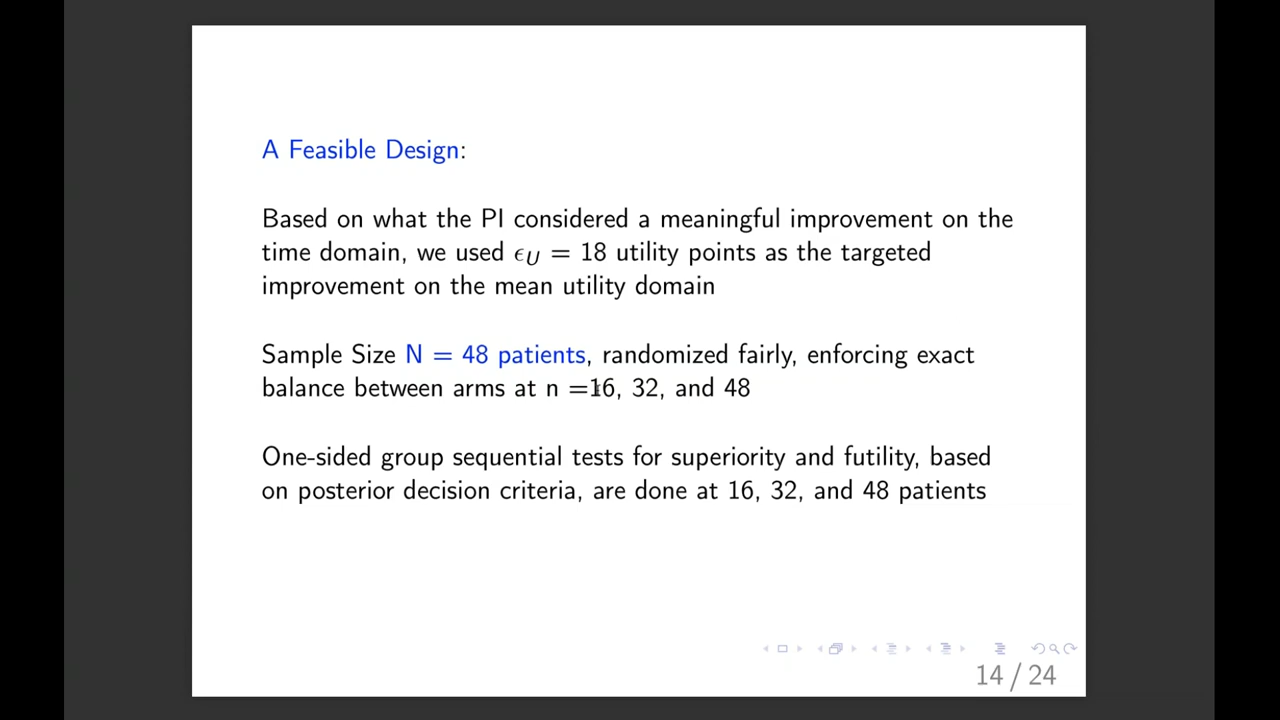 A Feasible Design:
Based on what the PI considered a meaningful improvement on the
time domain, we used ϵU = 18 utility points as the targeted
improvement on the mean utility domain
Sample Size N = 48 patients, randomized fairly, enforcing exact
balance between arms at n =16, 32, and 48
One-sided group sequential tests for superiority and futility, based
on posterior decision criteria, are done at 16, 32, and 48 patients
14 / 24